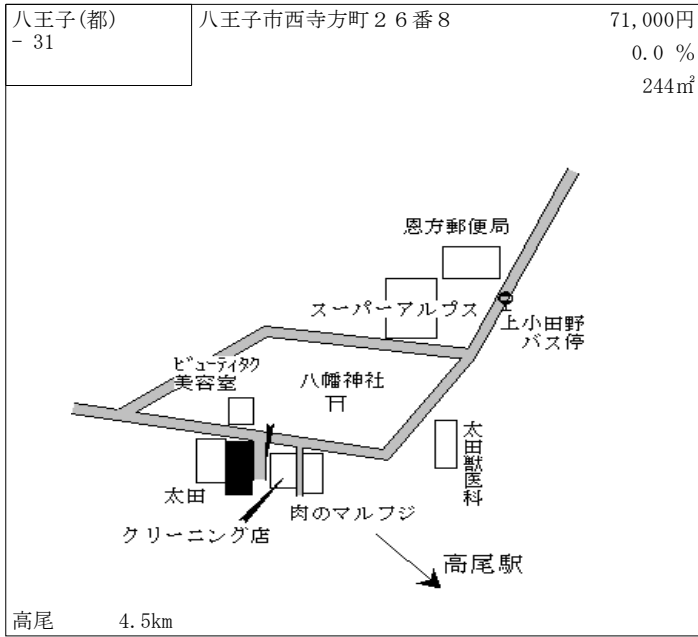 八王子(都)
- 31
八王子市西寺方町２６番８
71,000円
0.0 %
244㎡
恩方郵便局
スーパーアルプス
上小田野
バス停
ビューティタク
美容室
八幡神社
太田獣医科
太田
肉のマルフジ
クリーニング店
高尾駅
高尾 4.5km